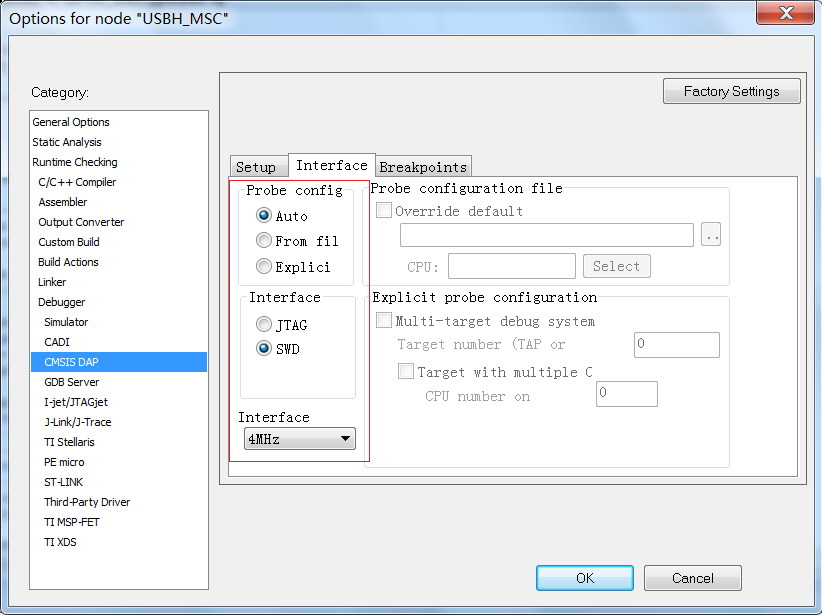 Options for node "USBH_MSC"
Category:
Factory Settings
General Options
Static Analysis
Runtime Checking
C/C++ Compiler
Assembler
Output Converter
Custom Build
Build Actions
Linker
Debugger
Simulator
CADI
CMSIS DAP
GDB Server
I-jet/JTAGjet
J-Link/J-Trace
TI Stellaris
PE micro
ST-LINK
Third-Party Driver
TI MSP-FET
TI XDS
Setup Interface Breakpoints
Probe config
Auto
From fil
Explici
Interface
JTAG
SWD
Interface
4MHz
Probe configuration file
Override default
..
CPU: Select
Explicit probe configuration
Multi-target debug system
Target number (TAP or 0
Target with multiple C
CPU number on 0
OK Cancel